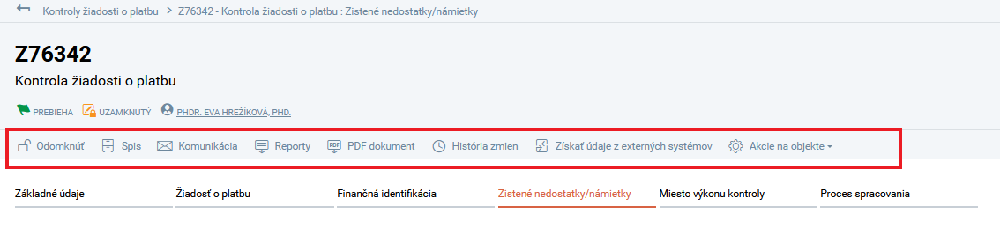 Kontroly žiadosti o platbu > Z76342 - Kontrola žiadosti o platbu : Zistené nedostatky/námietky
Z76342
Kontrola žiadosti o platbu
PREBIEHA UZAMKNUTÝ PHDR. EVA HREŽÍKOVÁ, PHD.
Odomknúť Spis Komunikácia Reporty PDF dokument História zmien Získať údaje z externých systémov Akcie na objekte
Základné údaje Žiadosť o platbu Finančná identifikácia Zistené nedostatky/námietky Miesto výkonu kontroly Proces spracovania